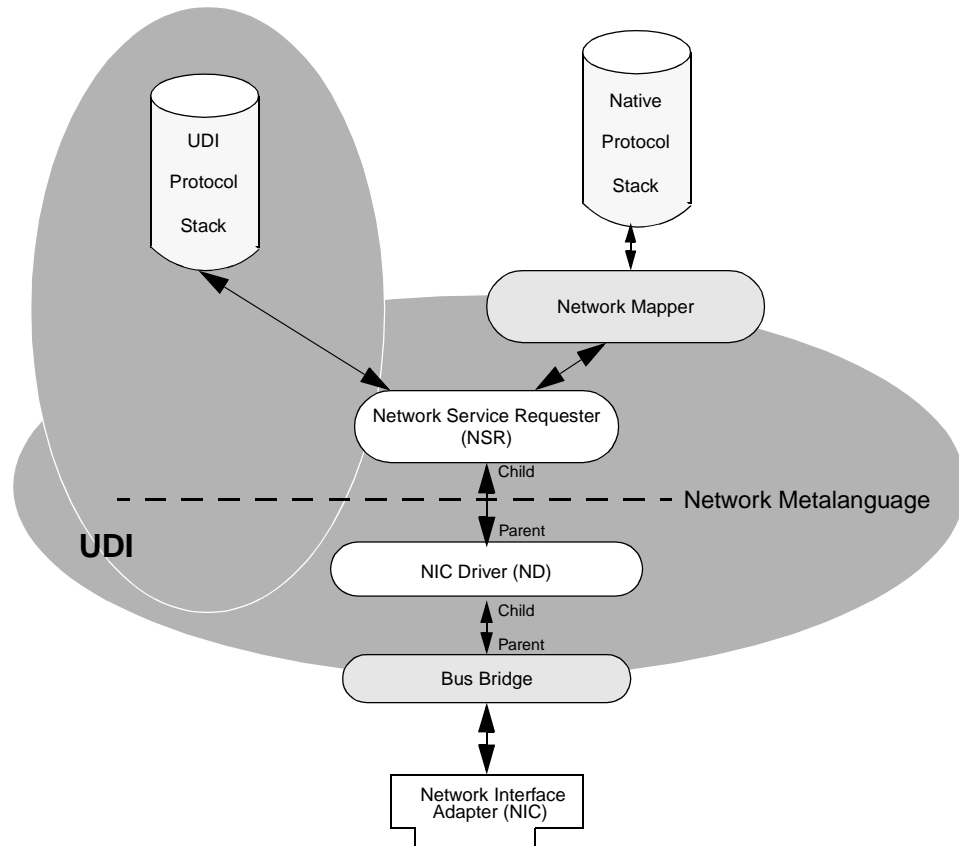 UDI
Protocol
Stack
Native
Protocol
Stack
Network Mapper
Network Service Requester
(NSR)
Child
Network Metalanguage
Parent
UDI
NIC Driver (ND)
Child
Parent
Bus Bridge
Network Interface
Adapter (NIC)